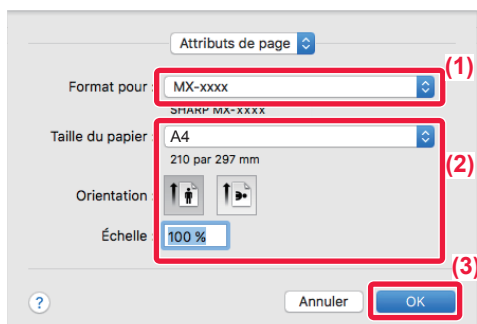 Attributs de page
(1)
Format pour : MX-xxxx
SHARP MX-xxxx
Taille du papier : A4
210 par 297 mm
(2)
Orientation :
Échelle : 100 %
(3)
? Annuler OK